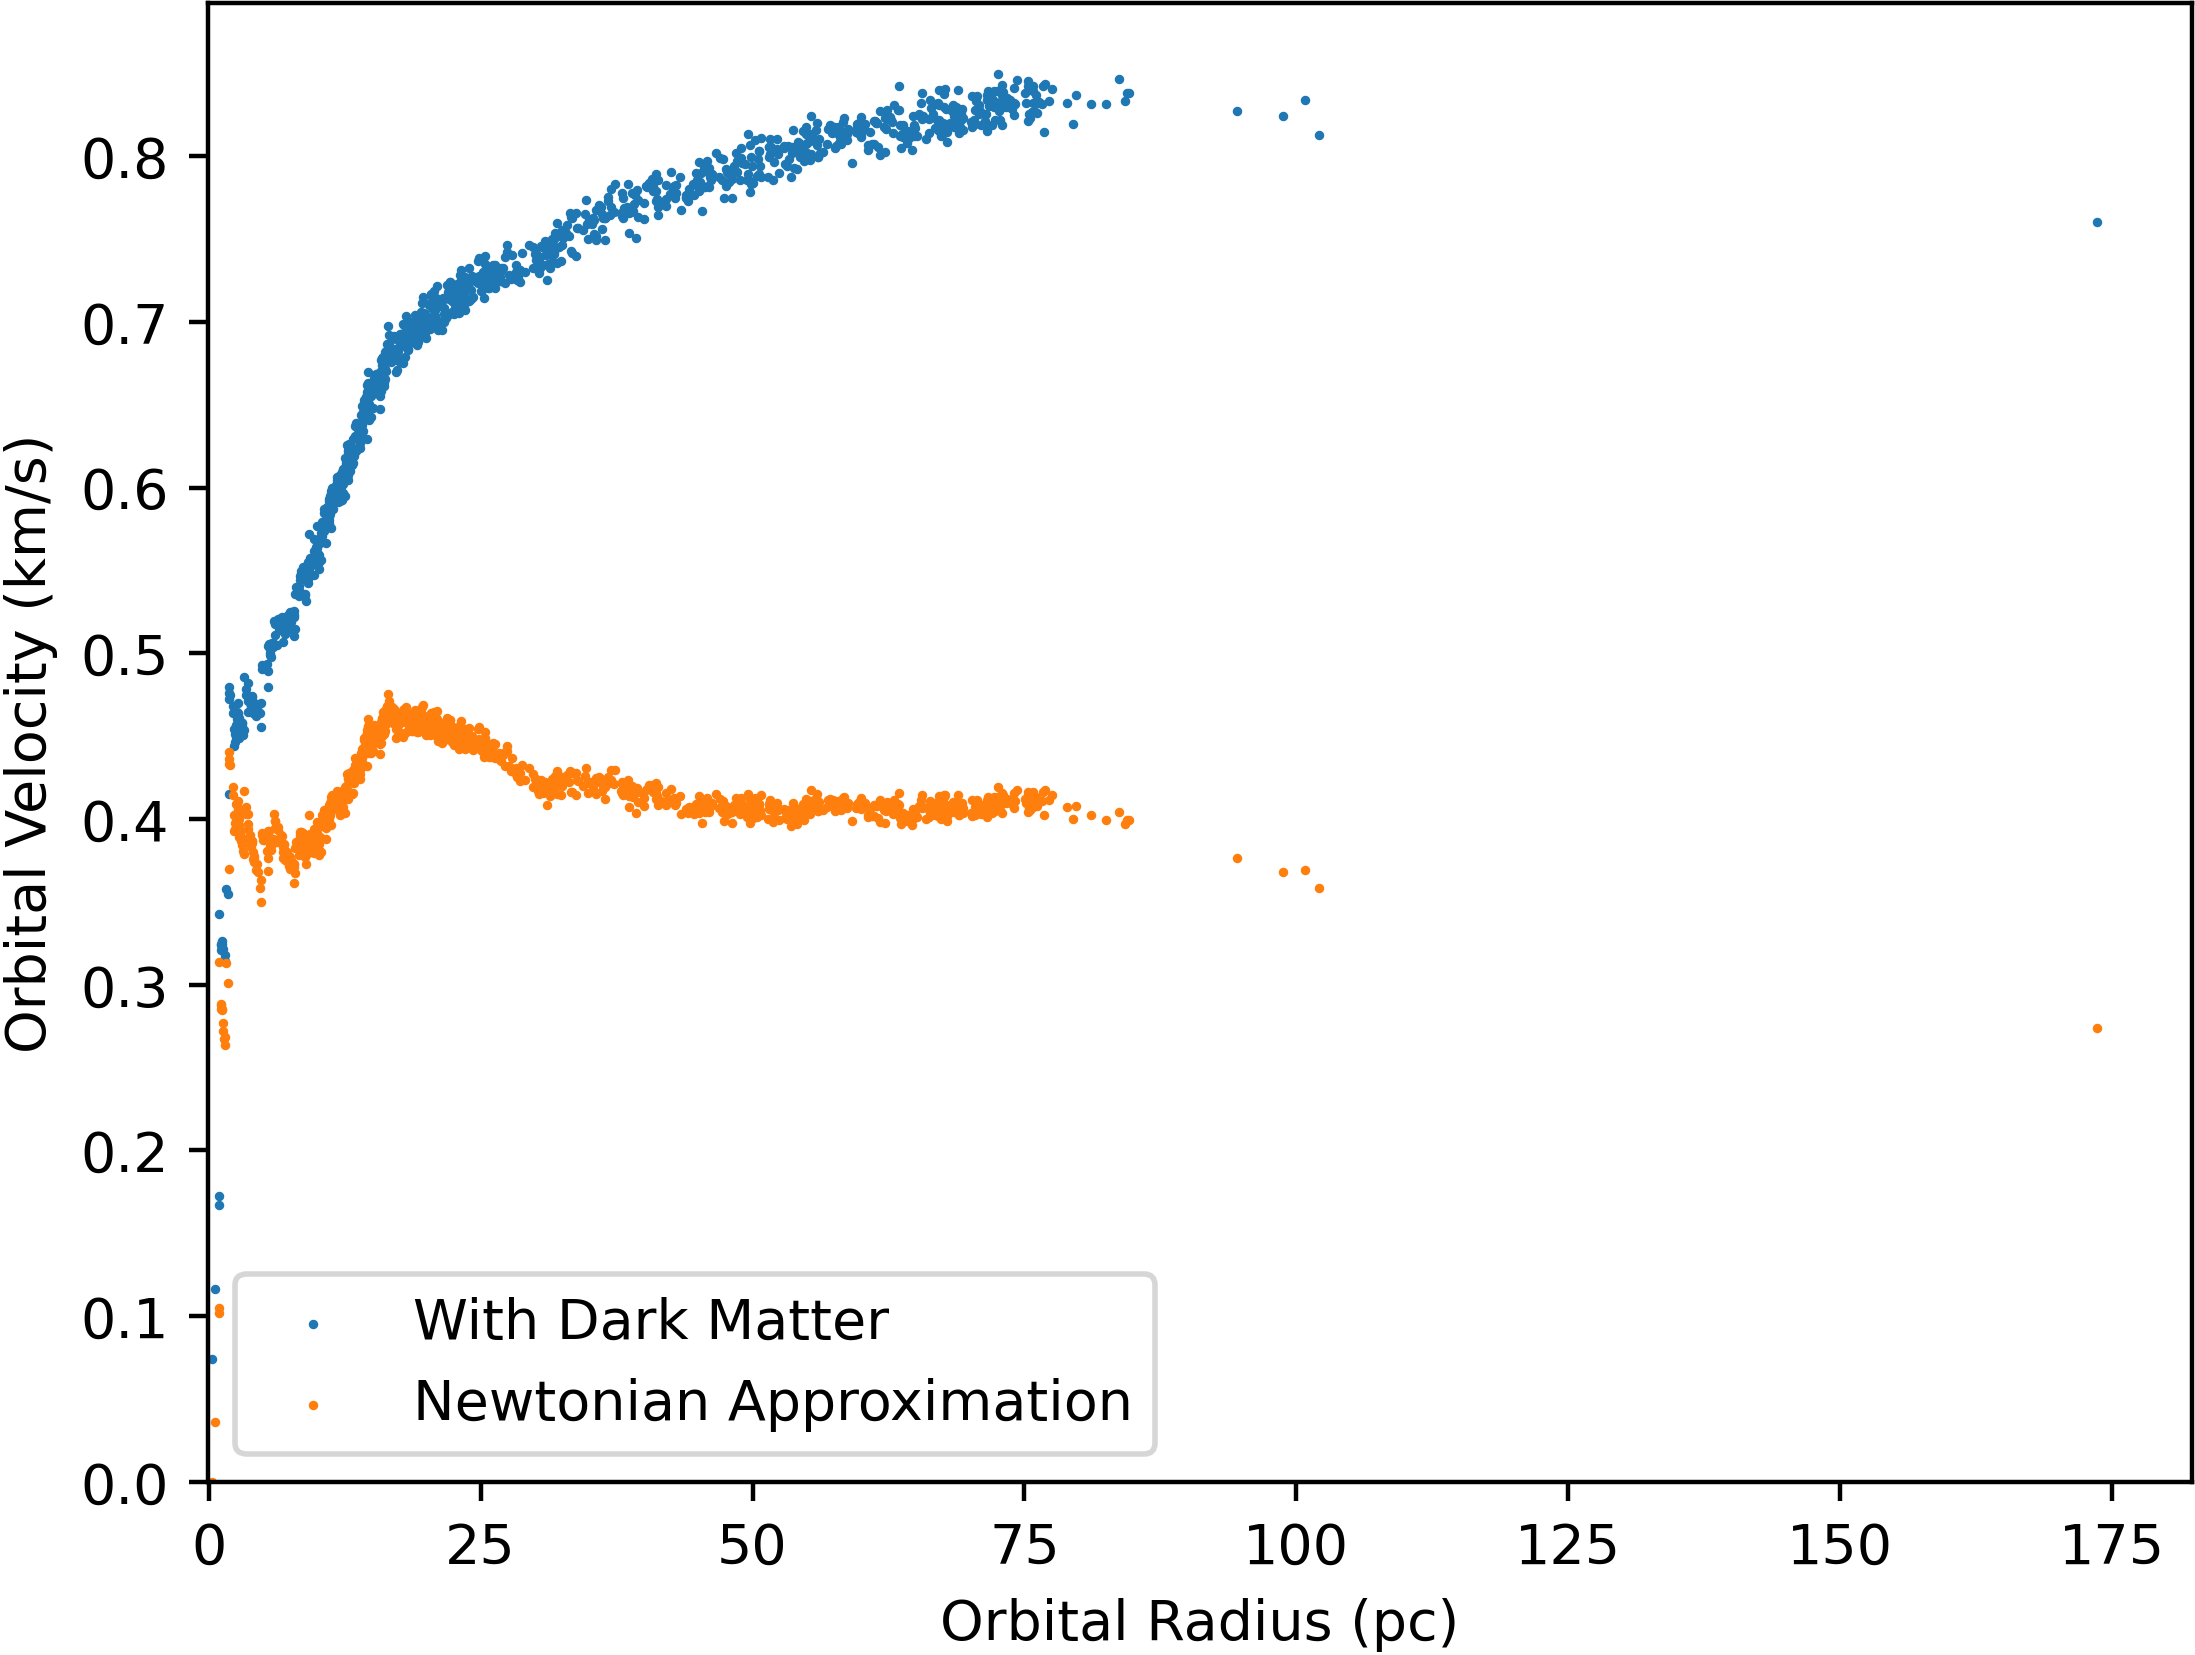 Orbital Velocity (km/s)
0.8
0.7
0.6
0.5
0.4
0.3
0.2
0.1
0.0
With Dark Matter
Newtonian Approximation
0 25 50 75 100 125 150 175
Orbital Radius (pc)